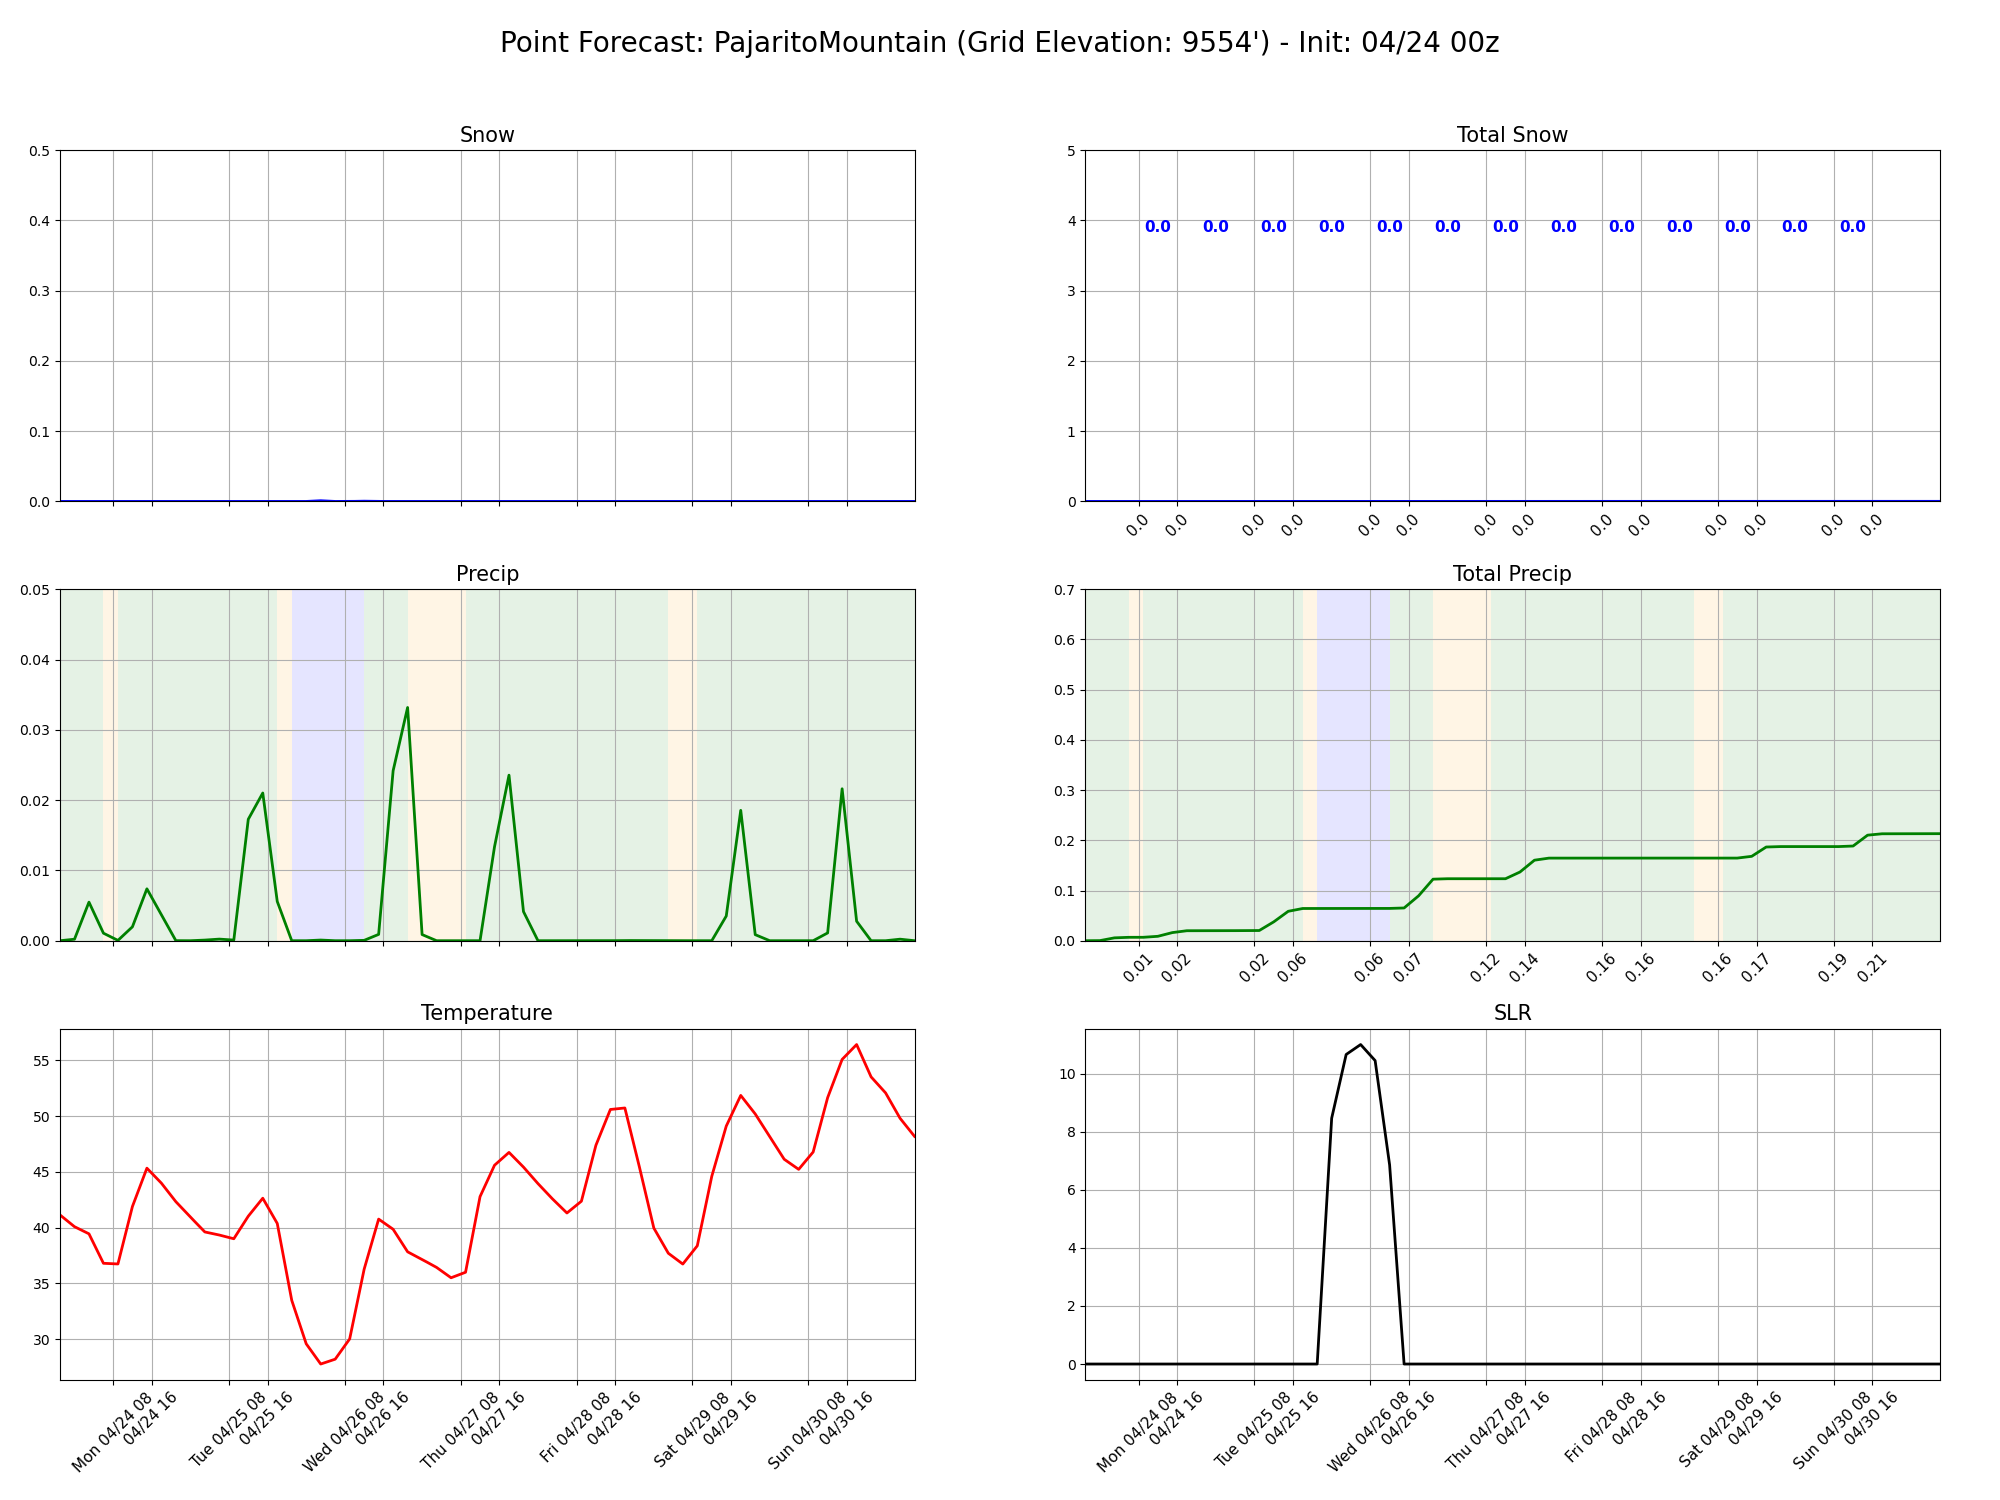 Point Forecast: PajaritoMountain (Grid Elevation: 9554') - Init: 04/24 00z
Snow
0.5
0.4
0.3
0.2
0.1
0.0
Total Snow
5
4
3
2
1
0
0.0 0.0 0.0 0.0 0.0 0.0 0.0 0.0 0.0 0.0 0.0 0.0 0.0
0.0 0.0 0.0 0.0 0.0 0.0 0.0 0.0 0.0 0.0 0.0 0.0 0.0 0.0
Precip
0.05
0.04
0.03
0.02
0.01
0.00
Total Precip
0.7
0.6
0.5
0.4
0.3
0.2
0.1
0.0
0.01 0.02 0.02 0.06 0.06 0.07 0.12 0.14 0.16 0.16 0.16 0.17 0.19 0.21
Temperature
55
50
45
40
35
30
Mon 04/24 08
04/24 16
Tue 04/25 08
04/25 16
Wed 04/26 08
04/26 16
Thu 04/27 08
04/27 16
Fri 04/28 08
04/28 16
Sat 04/29 08
04/29 16
Sun 04/30 08
04/30 16
SLR
10
8
6
4
2
0
Mon 04/24 08
04/24 16
Tue 04/25 08
04/25 16
Wed 04/26 08
04/26 16
Thu 04/27 08
04/27 16
Fri 04/28 08
04/28 16
Sat 04/29 08
04/29 16
Sun 04/30 08
04/30 16